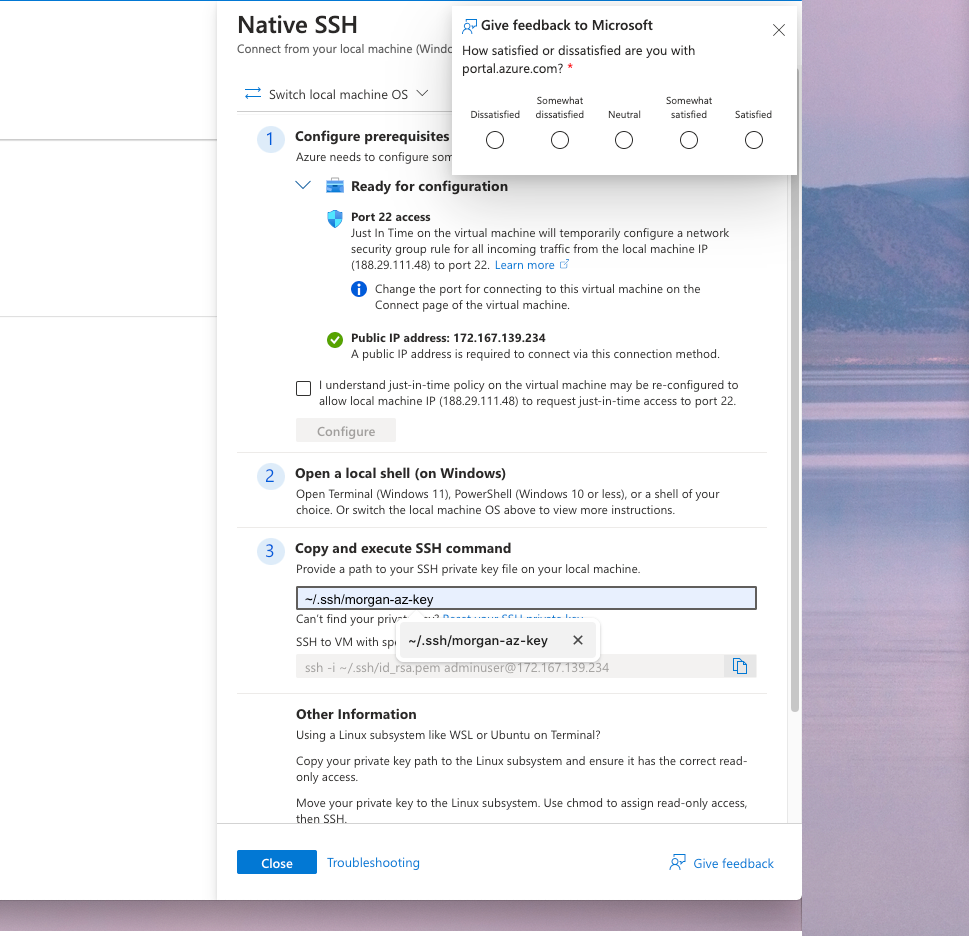 Native SSH
Connect from your local machine
Give feedback to Microsoft
How satisfied or dissatisfied are you with
portal.azure.com? *
Dissatisfied
Somewhat
dissatisfied
Neutral
Somewhat
satisfied
Satisfied
Switch local machine OS
1 Configure prerequisites
Azure needs to configure
Ready for configuration
Port 22 access
Just In Time on the virtual machine will temporarily configure a network
security group rule for all incoming traffic from the local machine IP
(188.29.111.48) to port 22. Learn more
Change the port for connecting to this virtual machine on the
Connect page of the virtual machine.
Public IP address: 172.167.139.234
A public IP address is required to connect via this connection method.
I understand just-in-time policy on the virtual machine may be re-configured to
allow local machine IP (188.29.111.48) to request just-in-time access to port 22.
Configure
2 Open a local shell (on Windows)
Open Terminal (Windows 11), PowerShell (Windows 10 or less), or a shell of your
choice. Or switch the local machine OS above to view more instructions.
3 Copy and execute SSH command
Provide a path to your SSH private key file on your local machine.
~/.ssh/morgan-az-key
Can't find your private key? Reset your SSH private key
~/.ssh/morgan-az-key
SSH to VM with
ssh -i ~/.ssh/id_rsa.pem adminuser@172.167.139.234
Other Information
Using a Linux subsystem like WSL or Ubuntu on Terminal?
Copy your private key path to the Linux subsystem and ensure it has the correct read-
only access.
Move your private key to the Linux subsystem. Use chmod to assign read-only access,
then SSH.
Close
Troubleshooting
Give feedback